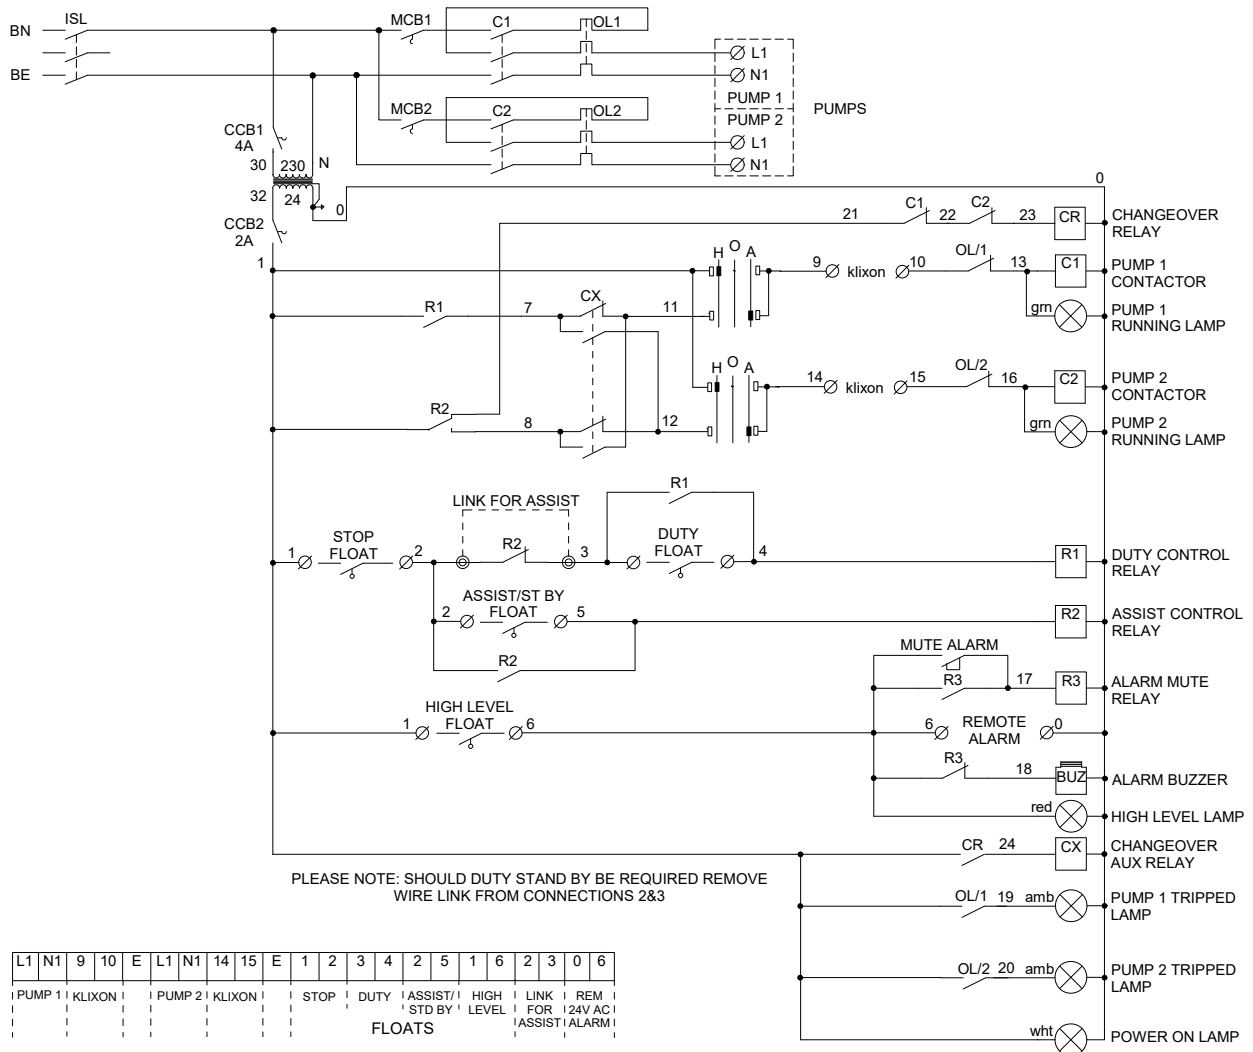 BN
ISL
BE
MCB1
C1
OL1
L1
N1
PUMP 1
PUMPS
MCB2
C2
OL2
PUMP 2
L1
N1
CCB1
4A
30
230
N
32
24
0
CCB2
2A
0
21
C1
22
C2
23
CR
CHANGEOVER
RELAY
1
H
O
A
9
klixon
10
OL/1
13
C1
PUMP 1
CONTACTOR
R1
7
CX
11
grn
PUMP 1
RUNNING LAMP
H
O
A
14
klixon
15
OL/2
16
C2
PUMP 2
CONTACTOR
R2
8
12
grn
PUMP 2
RUNNING LAMP
R1
LINK FOR ASSIST
1
STOP
FLOAT
2
R2
3
DUTY
FLOAT
4
R1
DUTY CONTROL
RELAY
2
ASSIST/ST BY
FLOAT
5
R2
ASSIST CONTROL
RELAY
R2
MUTE ALARM
R3
17
R3
ALARM MUTE
RELAY
1
HIGH LEVEL
FLOAT
6
6
REMOTE
ALARM
0
R3
18
BUZ
ALARM BUZZER
red
HIGH LEVEL LAMP
CR
24
CX
CHANGEOVER
AUX RELAY
PLEASE NOTE: SHOULD DUTY STAND BY BE REQUIRED REMOVE
WIRE LINK FROM CONNECTIONS 2&3
OL/1
19
amb
PUMP 1 TRIPPED
LAMP
OL/2
20
amb
PUMP 2 TRIPPED
LAMP
wht
POWER ON LAMP
L1 N1 9 10 E L1 N1 14 15 E 1 2 3 4 2 5 1 6 2 3 0 6
PUMP 1
KLIXON
PUMP 2
KLIXON
STOP
DUTY
ASSIST/
STD BY
HIGH
LEVEL
LINK
FOR
ASSIST
REM
24V AC
ALARM
FLOATS